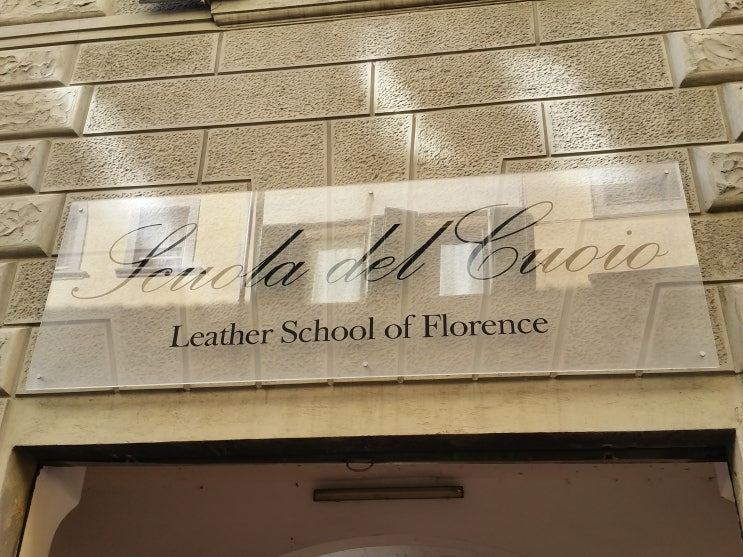 Scuola del Cuoio
Leather School of Florence